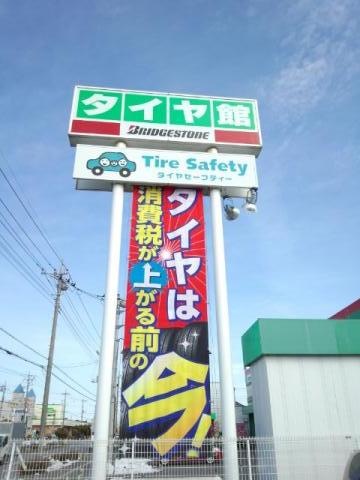 タイヤ館
BRIDGESTONE
Tire Safety
タイヤセーフティー
タイヤは
消費税が上がる前の
今!